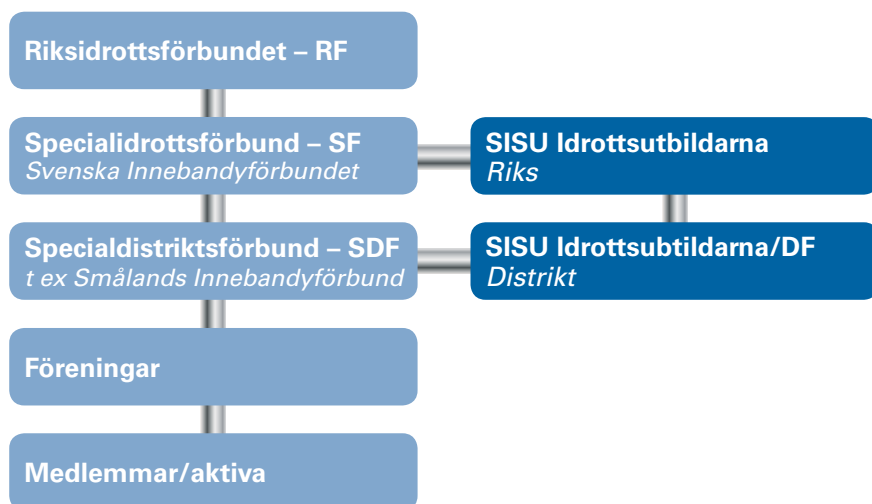 Riksidrottsförbundet – RF
Specialidrottsförbund – SF
Svenska Innebandyförbundet
SISU Idrottsutbildarna
Riks
Specialdistriktsförbund – SDF
t ex Smålands Innebandyförbund
SISU Idrottsubtildarna/DF
Distrikt
Föreningar
Medlemmar/aktiva